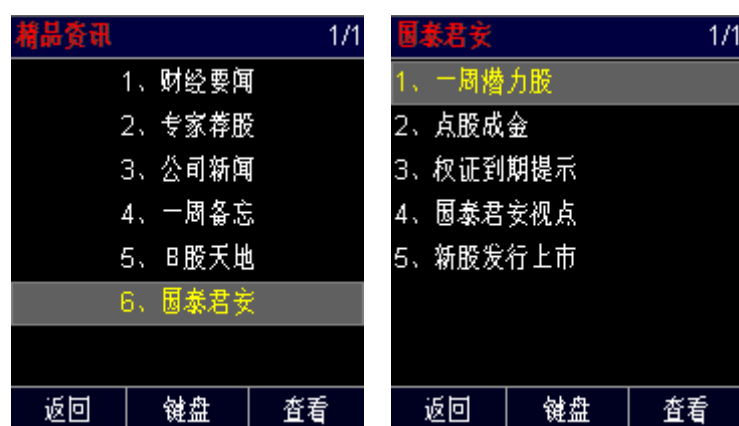 精品资讯 1/1
1、财经要闻
2、专家荐股
3、公司新闻
4、一周备忘
5、B股天地
6、国泰君安
返回 键盘 查看
国泰君安 1/1
1、一周潜力股
2、点股成金
3、权证到期提示
4、国泰君安视点
5、新股发行上市
返回 键盘 查看